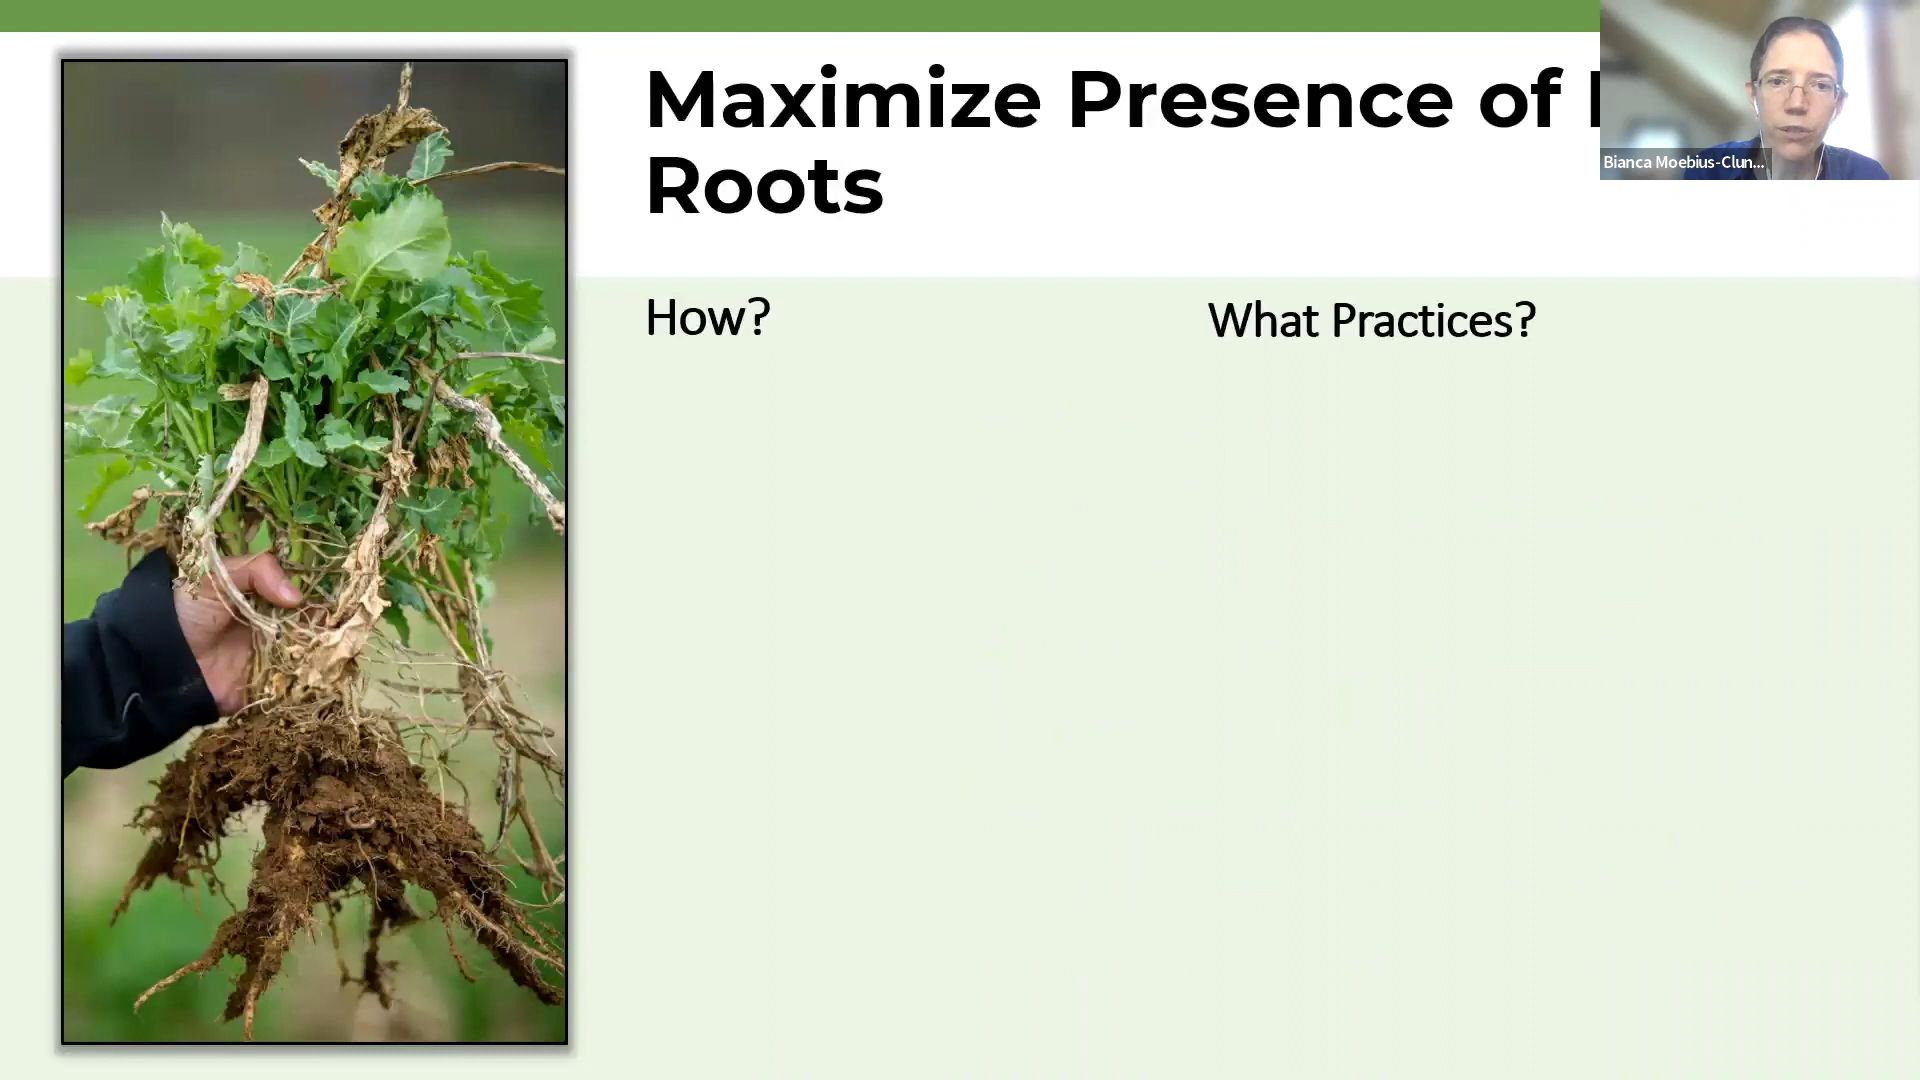 Maximize Presence of
Roots
Bianca Moebius-Clun...
How?
What Practices?